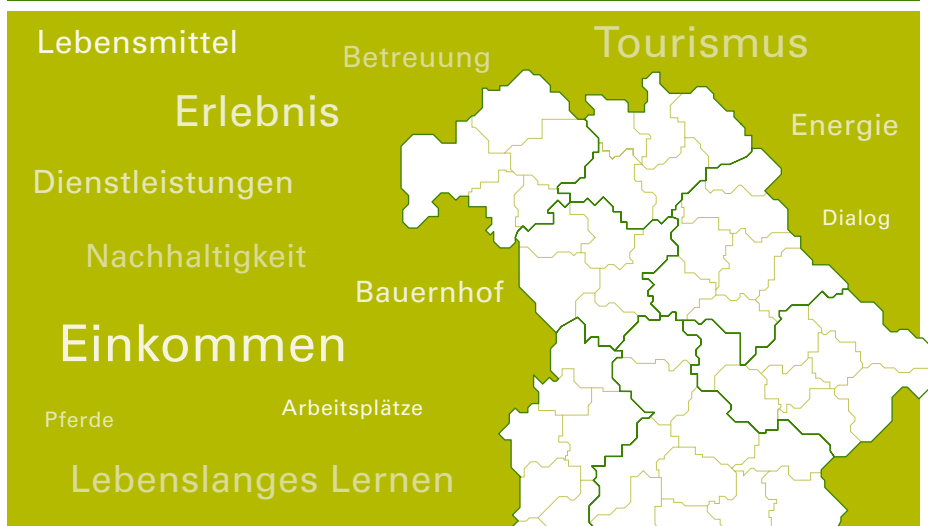 Lebensmittel
Betreuung
Tourismus
Erlebnis
Energie
Dienstleistungen
Dialog
Nachhaltigkeit
Bauernhof
Einkommen
Arbeitsplätze
Pferde
Lebenslanges Lernen